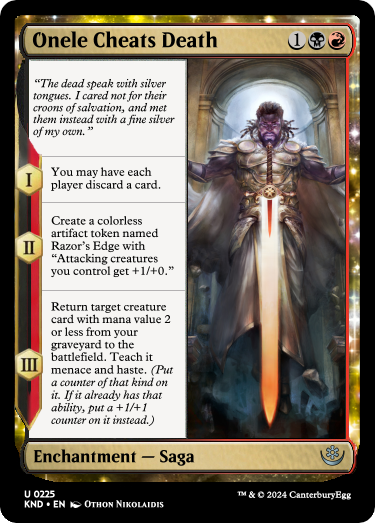 Onele Cheats Death 1
“The dead speak with silver
tongues. I cared not for their
croons of salvation, and met
them instead with a fine silver
of my own.”
I
You may have each
player discard a card.
II
Create a colorless
artifact token named
Razor's Edge with
“Attacking creatures
you control get +1/+0.”
III
Return target creature
card with mana value 2
or less from your
graveyard to the
battlefield. Teach it
menace and haste. (Put
a counter of that kind on
it. If it already has that
ability, put a +1/+1
counter on it instead.)
Enchantment — Saga
U 0225
KND • EN OTHON NIKOLAIDIS
™ & © 2024 CanterburyEgg